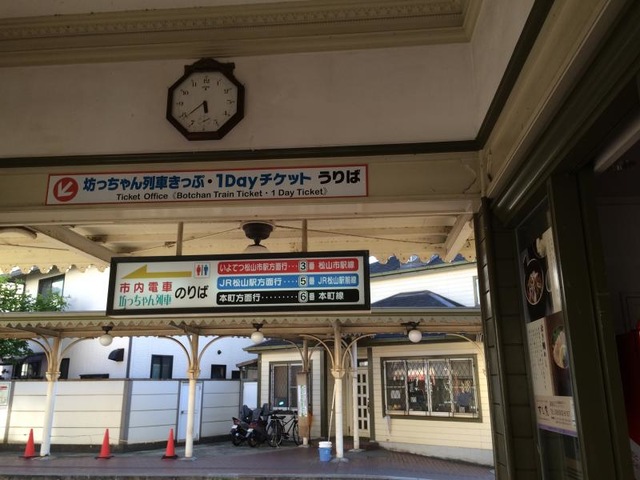 坊っちゃん列車きっぷ・1Dayチケット うりば
Ticket Office (Botchan Train Ticket・1 Day Ticket)
市内電車
坊っちゃん列車
のりば
いよてつ松山市駅方面行‥‥3番 松山市駅線
JR松山駅方面行‥‥5番 JR松山駅前線
本町方面行‥‥6番 本町線